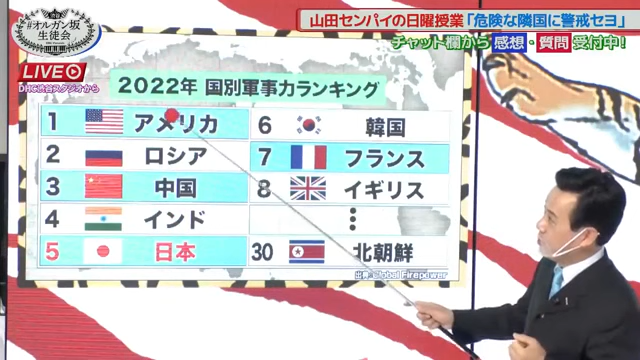 #オルガン坂
生徒会
山田センパイの日曜授業「危険な隣国に警戒セヨ」
チャット欄から 感想・質問 受付中!
LIVE
DHC渋谷スタジオから
2022年 国別軍事力ランキング
1 アメリカ
2 ロシア
3 中国
4 インド
5 日本
6 韓国
7 フランス
8 イギリス
30 北朝鮮
出典:Global Firepower